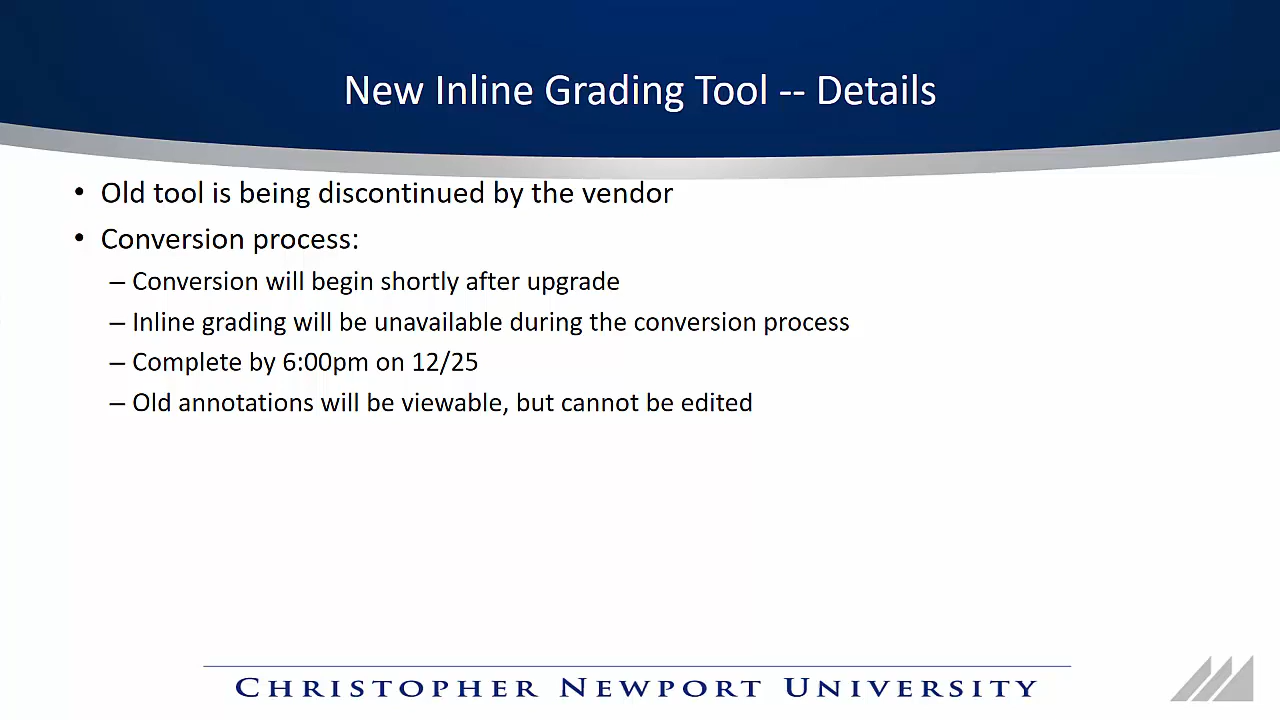 New Inline Grading Tool -- Details
• Old tool is being discontinued by the vendor
• Conversion process:
– Conversion will begin shortly after upgrade
– Inline grading will be unavailable during the conversion process
– Complete by 6:00pm on 12/25
– Old annotations will be viewable, but cannot be edited
CHRISTOPHER NEWPORT UNIVERSITY